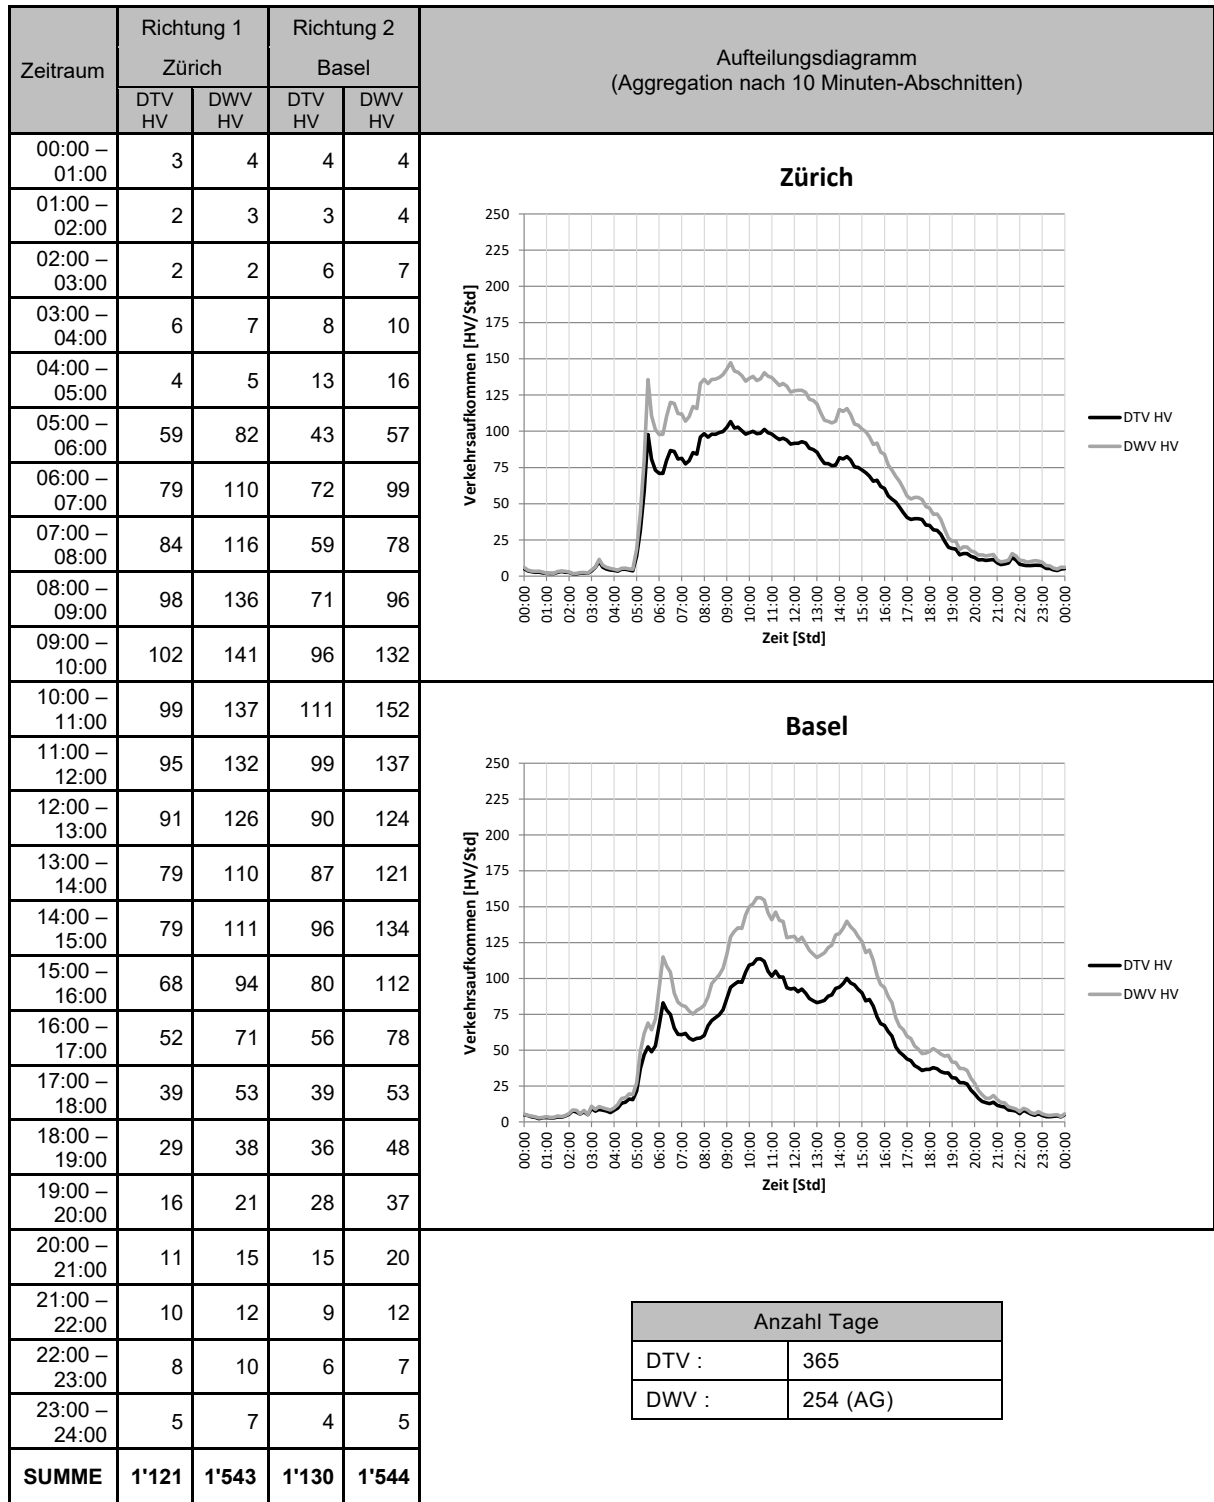 Zeitraum
Richtung 1
Richtung 2
Zürich
Basel
DTV HV
DWV HV
DTV HV
DWV HV
Aufteilungsdiagramm
(Aggregation nach 10 Minuten-Abschnitten)
00:00 – 01:00 3 4 4 4
01:00 – 02:00 2 3 3 4
02:00 – 03:00 2 2 6 7
03:00 – 04:00 6 7 8 10
04:00 – 05:00 4 5 13 16
05:00 – 06:00 59 82 43 57
06:00 – 07:00 79 110 72 99
07:00 – 08:00 84 116 59 78
08:00 – 09:00 98 136 71 96
09:00 – 10:00 102 141 96 132
10:00 – 11:00 99 137 111 152
11:00 – 12:00 95 132 99 137
12:00 – 13:00 91 126 90 124
13:00 – 14:00 79 110 87 121
14:00 – 15:00 79 111 96 134
15:00 – 16:00 68 94 80 112
16:00 – 17:00 52 71 56 78
17:00 – 18:00 39 53 39 53
18:00 – 19:00 29 38 36 48
19:00 – 20:00 16 21 28 37
20:00 – 21:00 11 15 15 20
21:00 – 22:00 10 12 9 12
22:00 – 23:00 8 10 6 7
23:00 – 24:00 5 7 4 5
SUMME 1'121 1'543 1'130 1'544
Zürich
Verkehrsaufkommen [HV/Std]
250
225
200
175
150
125
100
75
50
25
0
00:00 01:00 02:00 03:00 04:00 05:00 06:00 07:00 08:00 09:00 10:00 11:00 12:00 13:00 14:00 15:00 16:00 17:00 18:00 19:00 20:00 21:00 22:00 23:00 00:00
Zeit [Std]
DTV HV
DWV HV
Basel
Verkehrsaufkommen [HV/Std]
250
225
200
175
150
125
100
75
50
25
0
00:00 01:00 02:00 03:00 04:00 05:00 06:00 07:00 08:00 09:00 10:00 11:00 12:00 13:00 14:00 15:00 16:00 17:00 18:00 19:00 20:00 21:00 22:00 23:00 00:00
Zeit [Std]
DTV HV
DWV HV
Anzahl Tage
DTV : 365
DWV : 254 (AG)